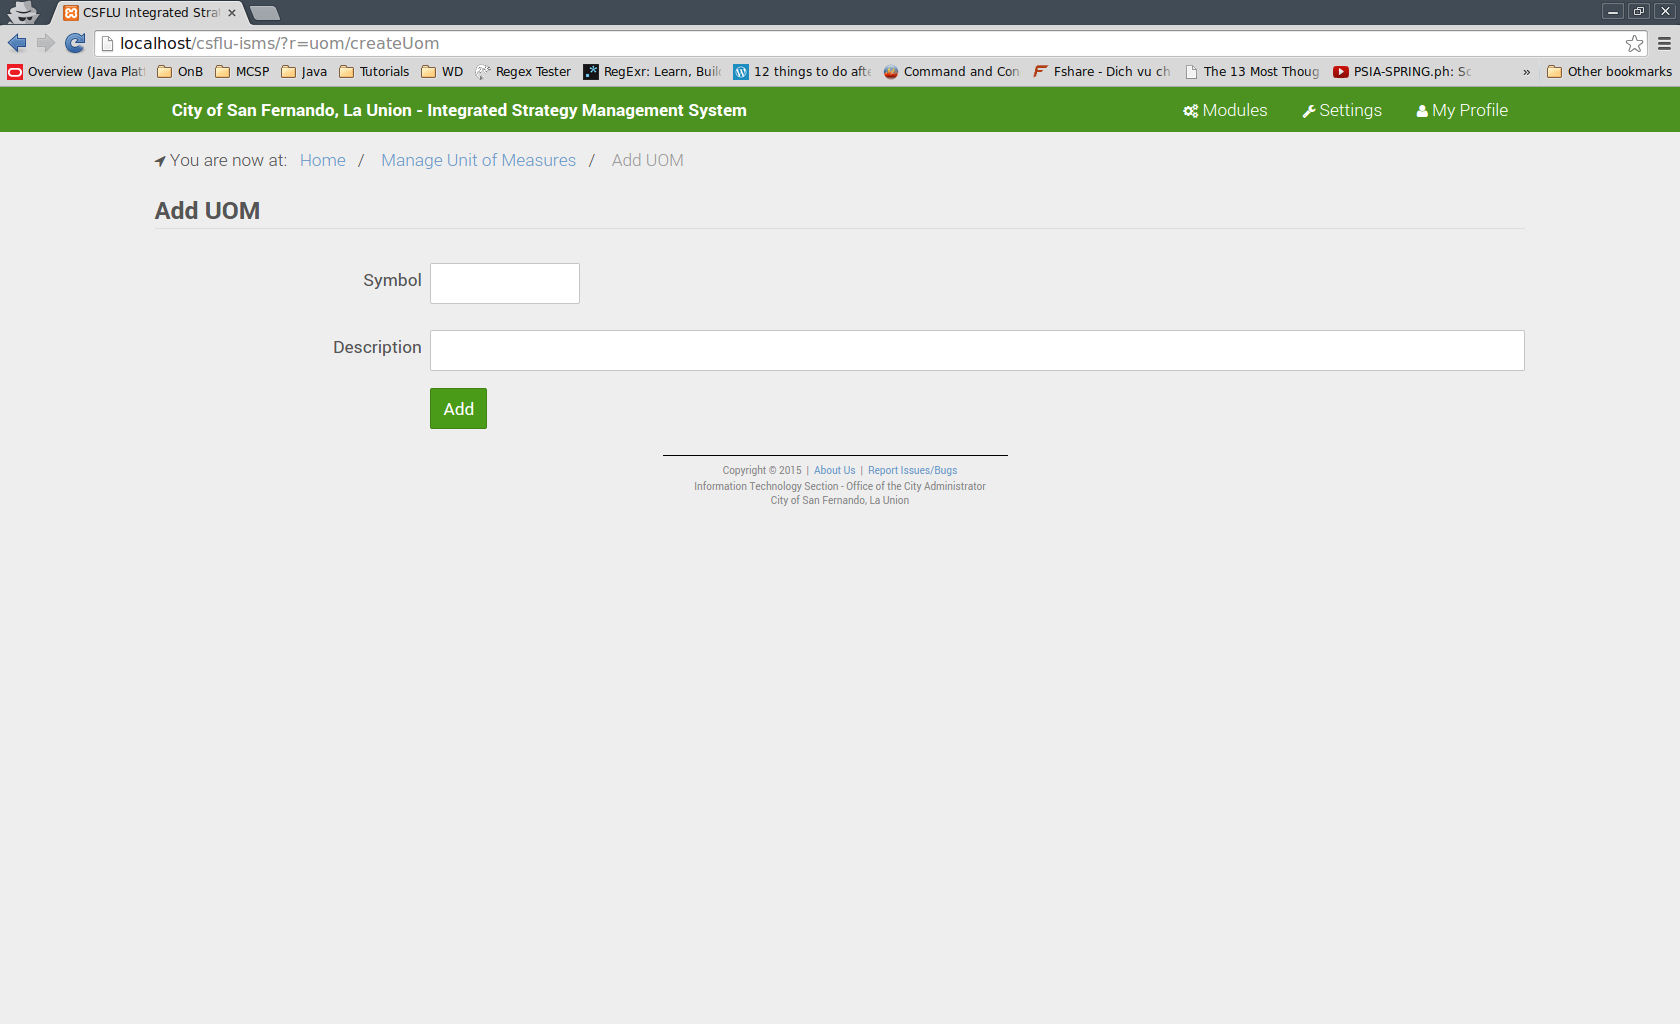 CSFLU Integrated Stra
localhost/csflu-isms/?r=uom/createUom
Overview (Java Plat OnB MCSP Java Tutorials WD Regex Tester RegExr: Learn, Buil 12 things to do afte Command and Con Fshare - Dich vu ch The 13 Most Thoug PSIA-SPRING.ph: Sc » Other bookmarks
City of San Fernando, La Union - Integrated Strategy Management System Modules Settings My Profile
You are now at: Home / Manage Unit of Measures / Add UOM
Add UOM
Symbol
Description
Add
Copyright © 2015 | About Us | Report Issues/Bugs
Information Technology Section - Office of the City Administrator
City of San Fernando, La Union